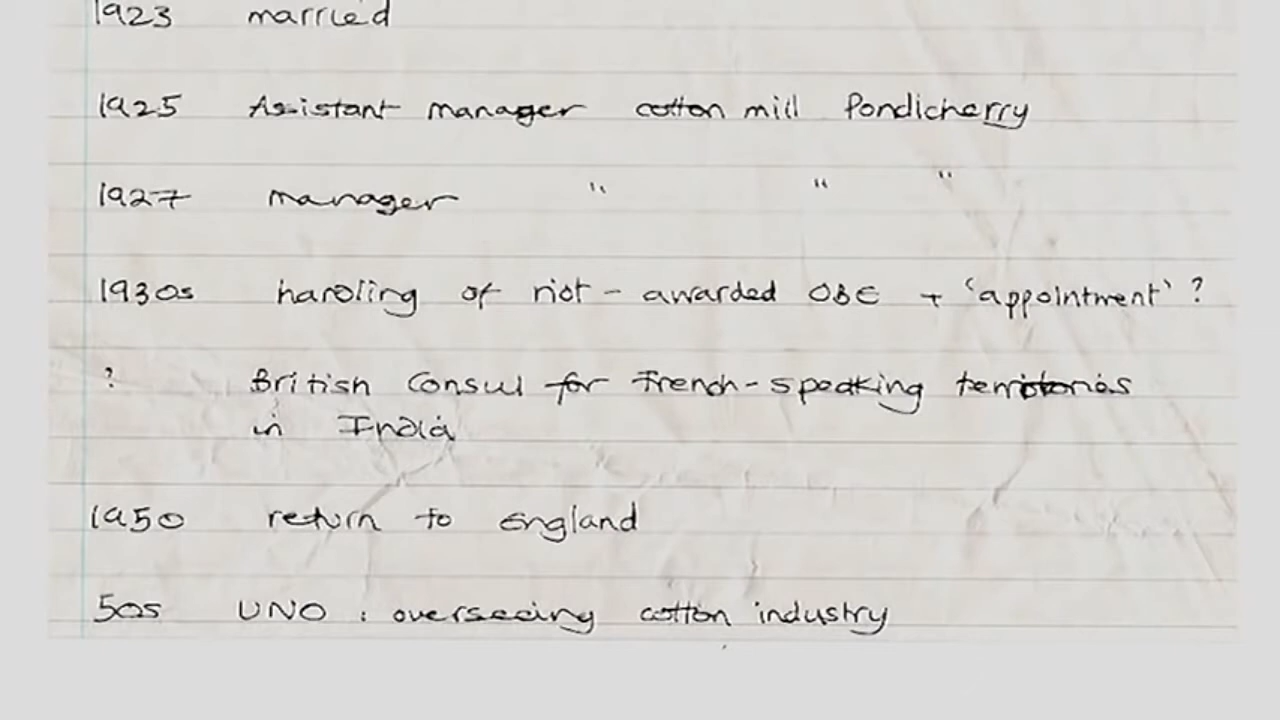 1923 married
1925 Assistant manager cotton mill Pondicherry
1927 manager " " "
1930s handling of riot - awarded OBE + 'appointment' ?
? British Consul for French-speaking territories
in India
1950 return to England
50s UNO : overseeing cotton industry